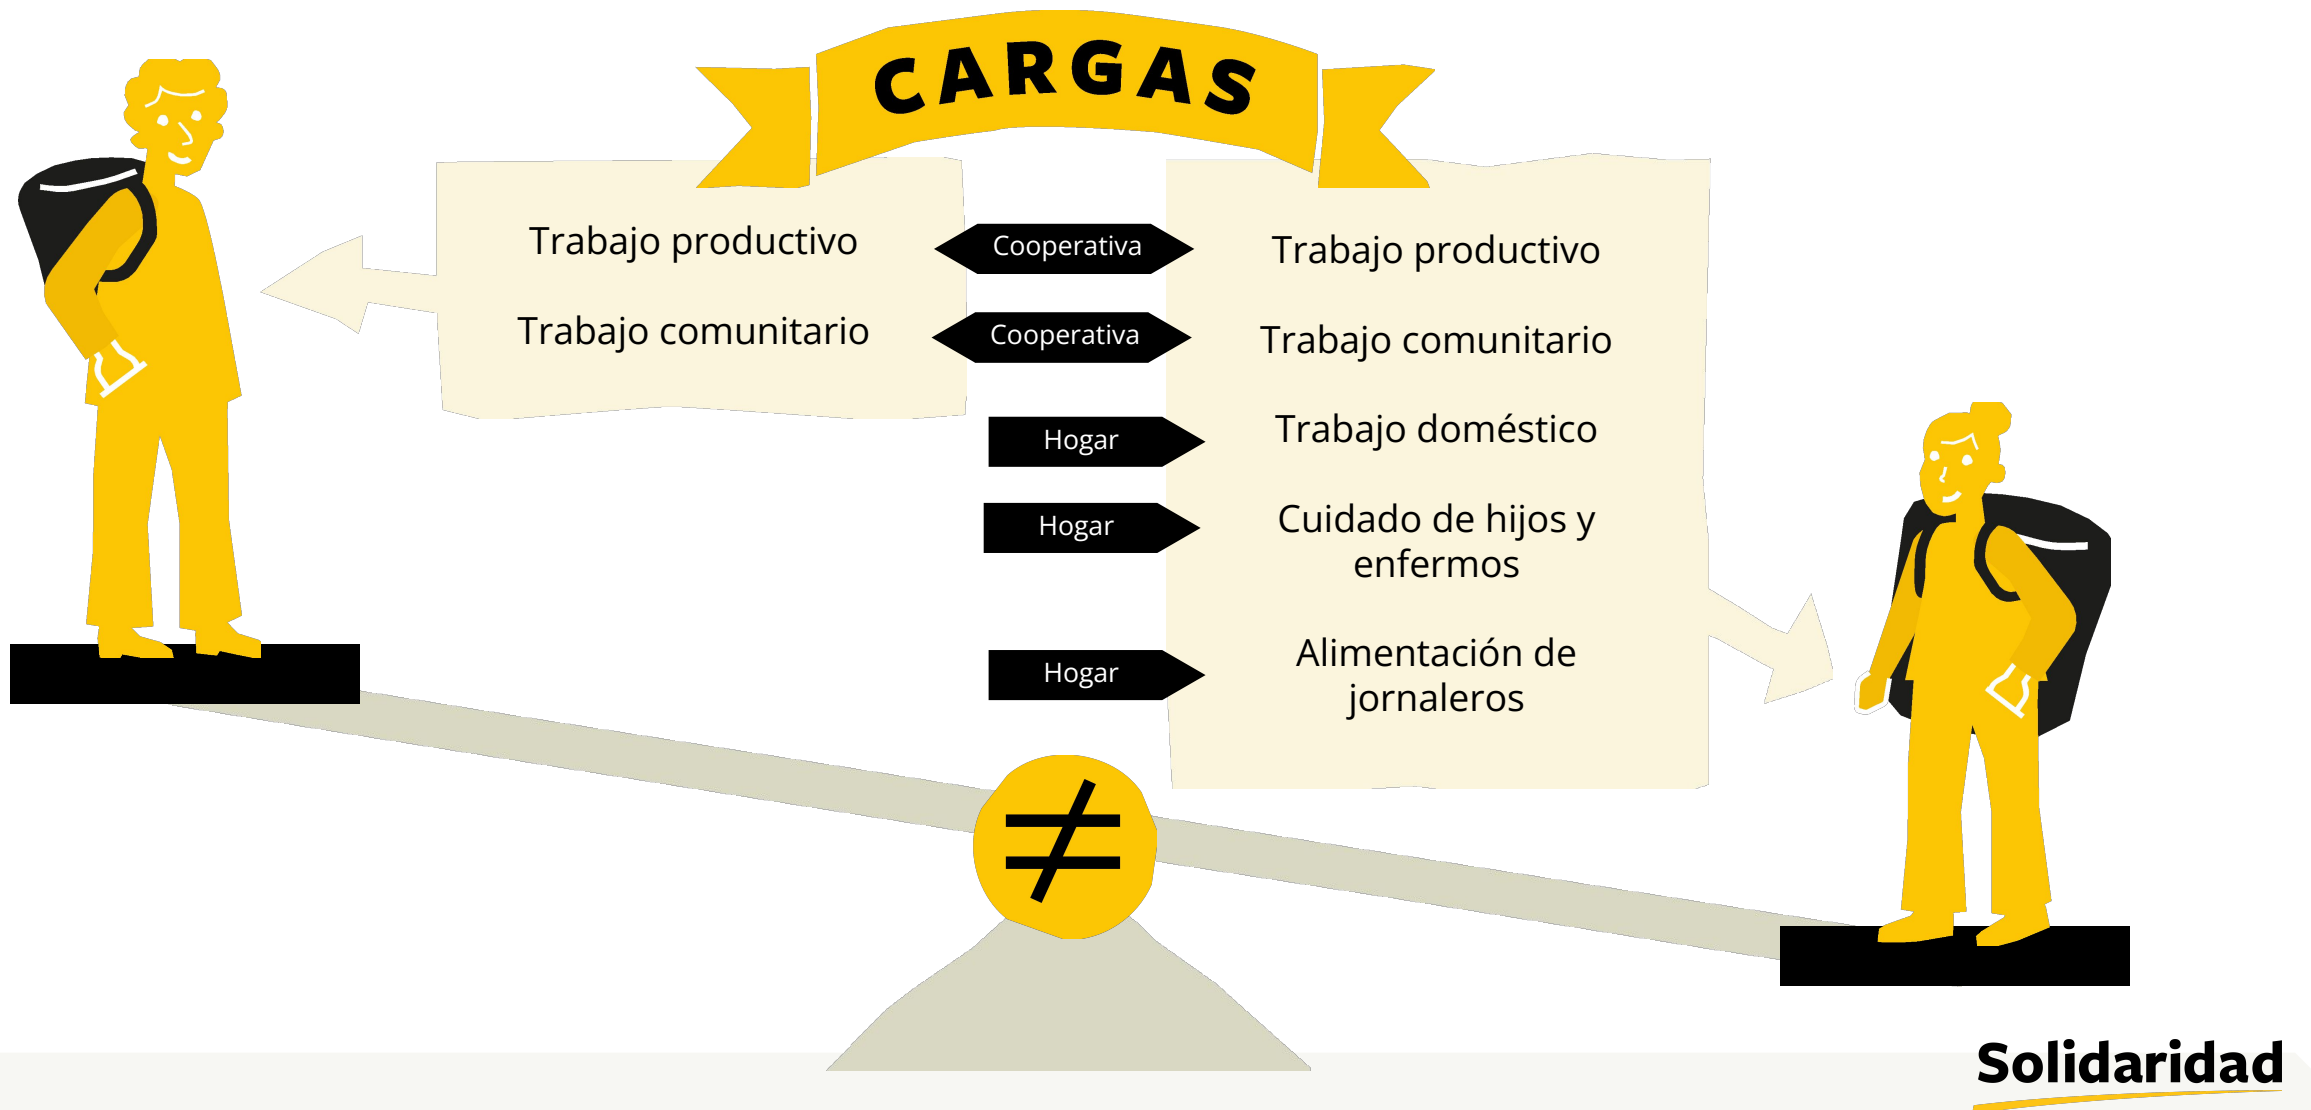 CARGAS
Trabajo productivo
Trabajo comunitario
Cooperativa
Cooperativa
Hogar
Hogar
Hogar
Trabajo productivo
Trabajo comunitario
Trabajo doméstico
Cuidado de hijos y
enfermos
Alimentación de
jornaleros
≠
Solidaridad